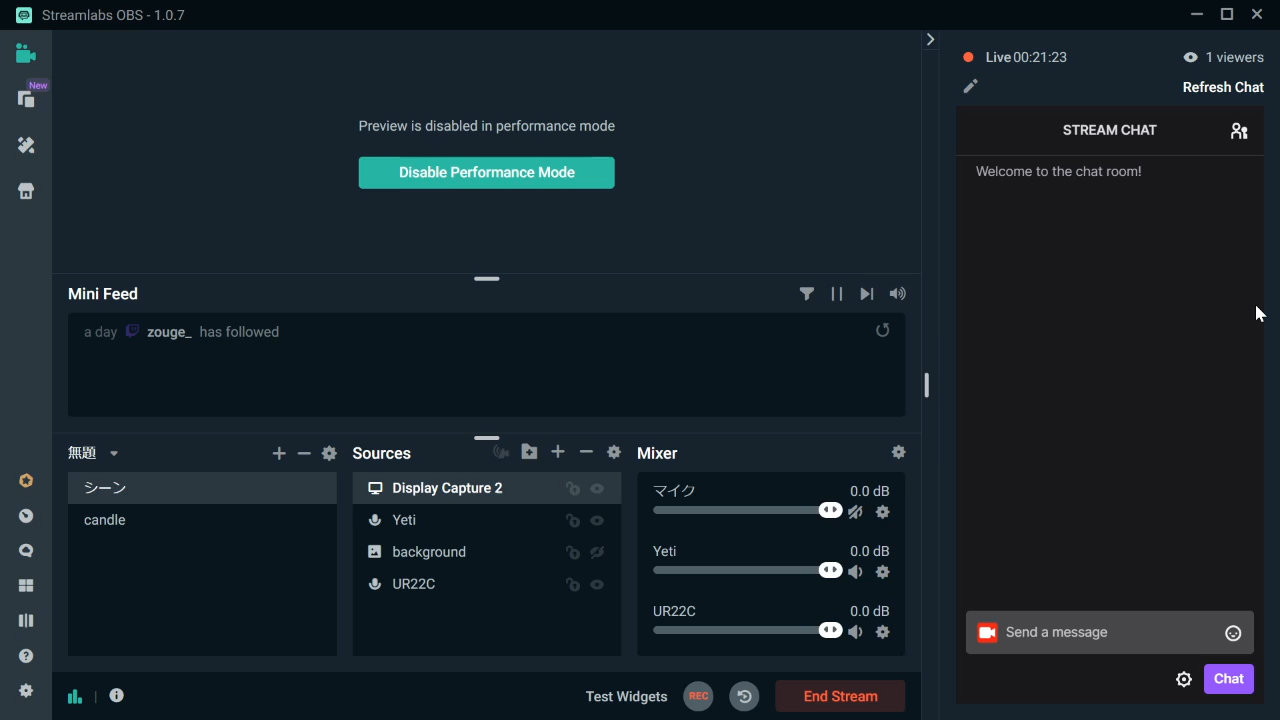 Streamlabs OBS - 1.0.7
New
Preview is disabled in performance mode
Disable Performance Mode
Mini Feed
a day zouge_ has followed
無題
シーン
candle
Sources
Display Capture 2
Yeti
background
UR22C
Mixer
マイク 0.0 dB
Yeti 0.0 dB
UR22C 0.0 dB
Test Widgets REC End Stream
Live 00:21:23 1 viewers
Refresh Chat
STREAM CHAT
Welcome to the chat room!
Send a message
Chat